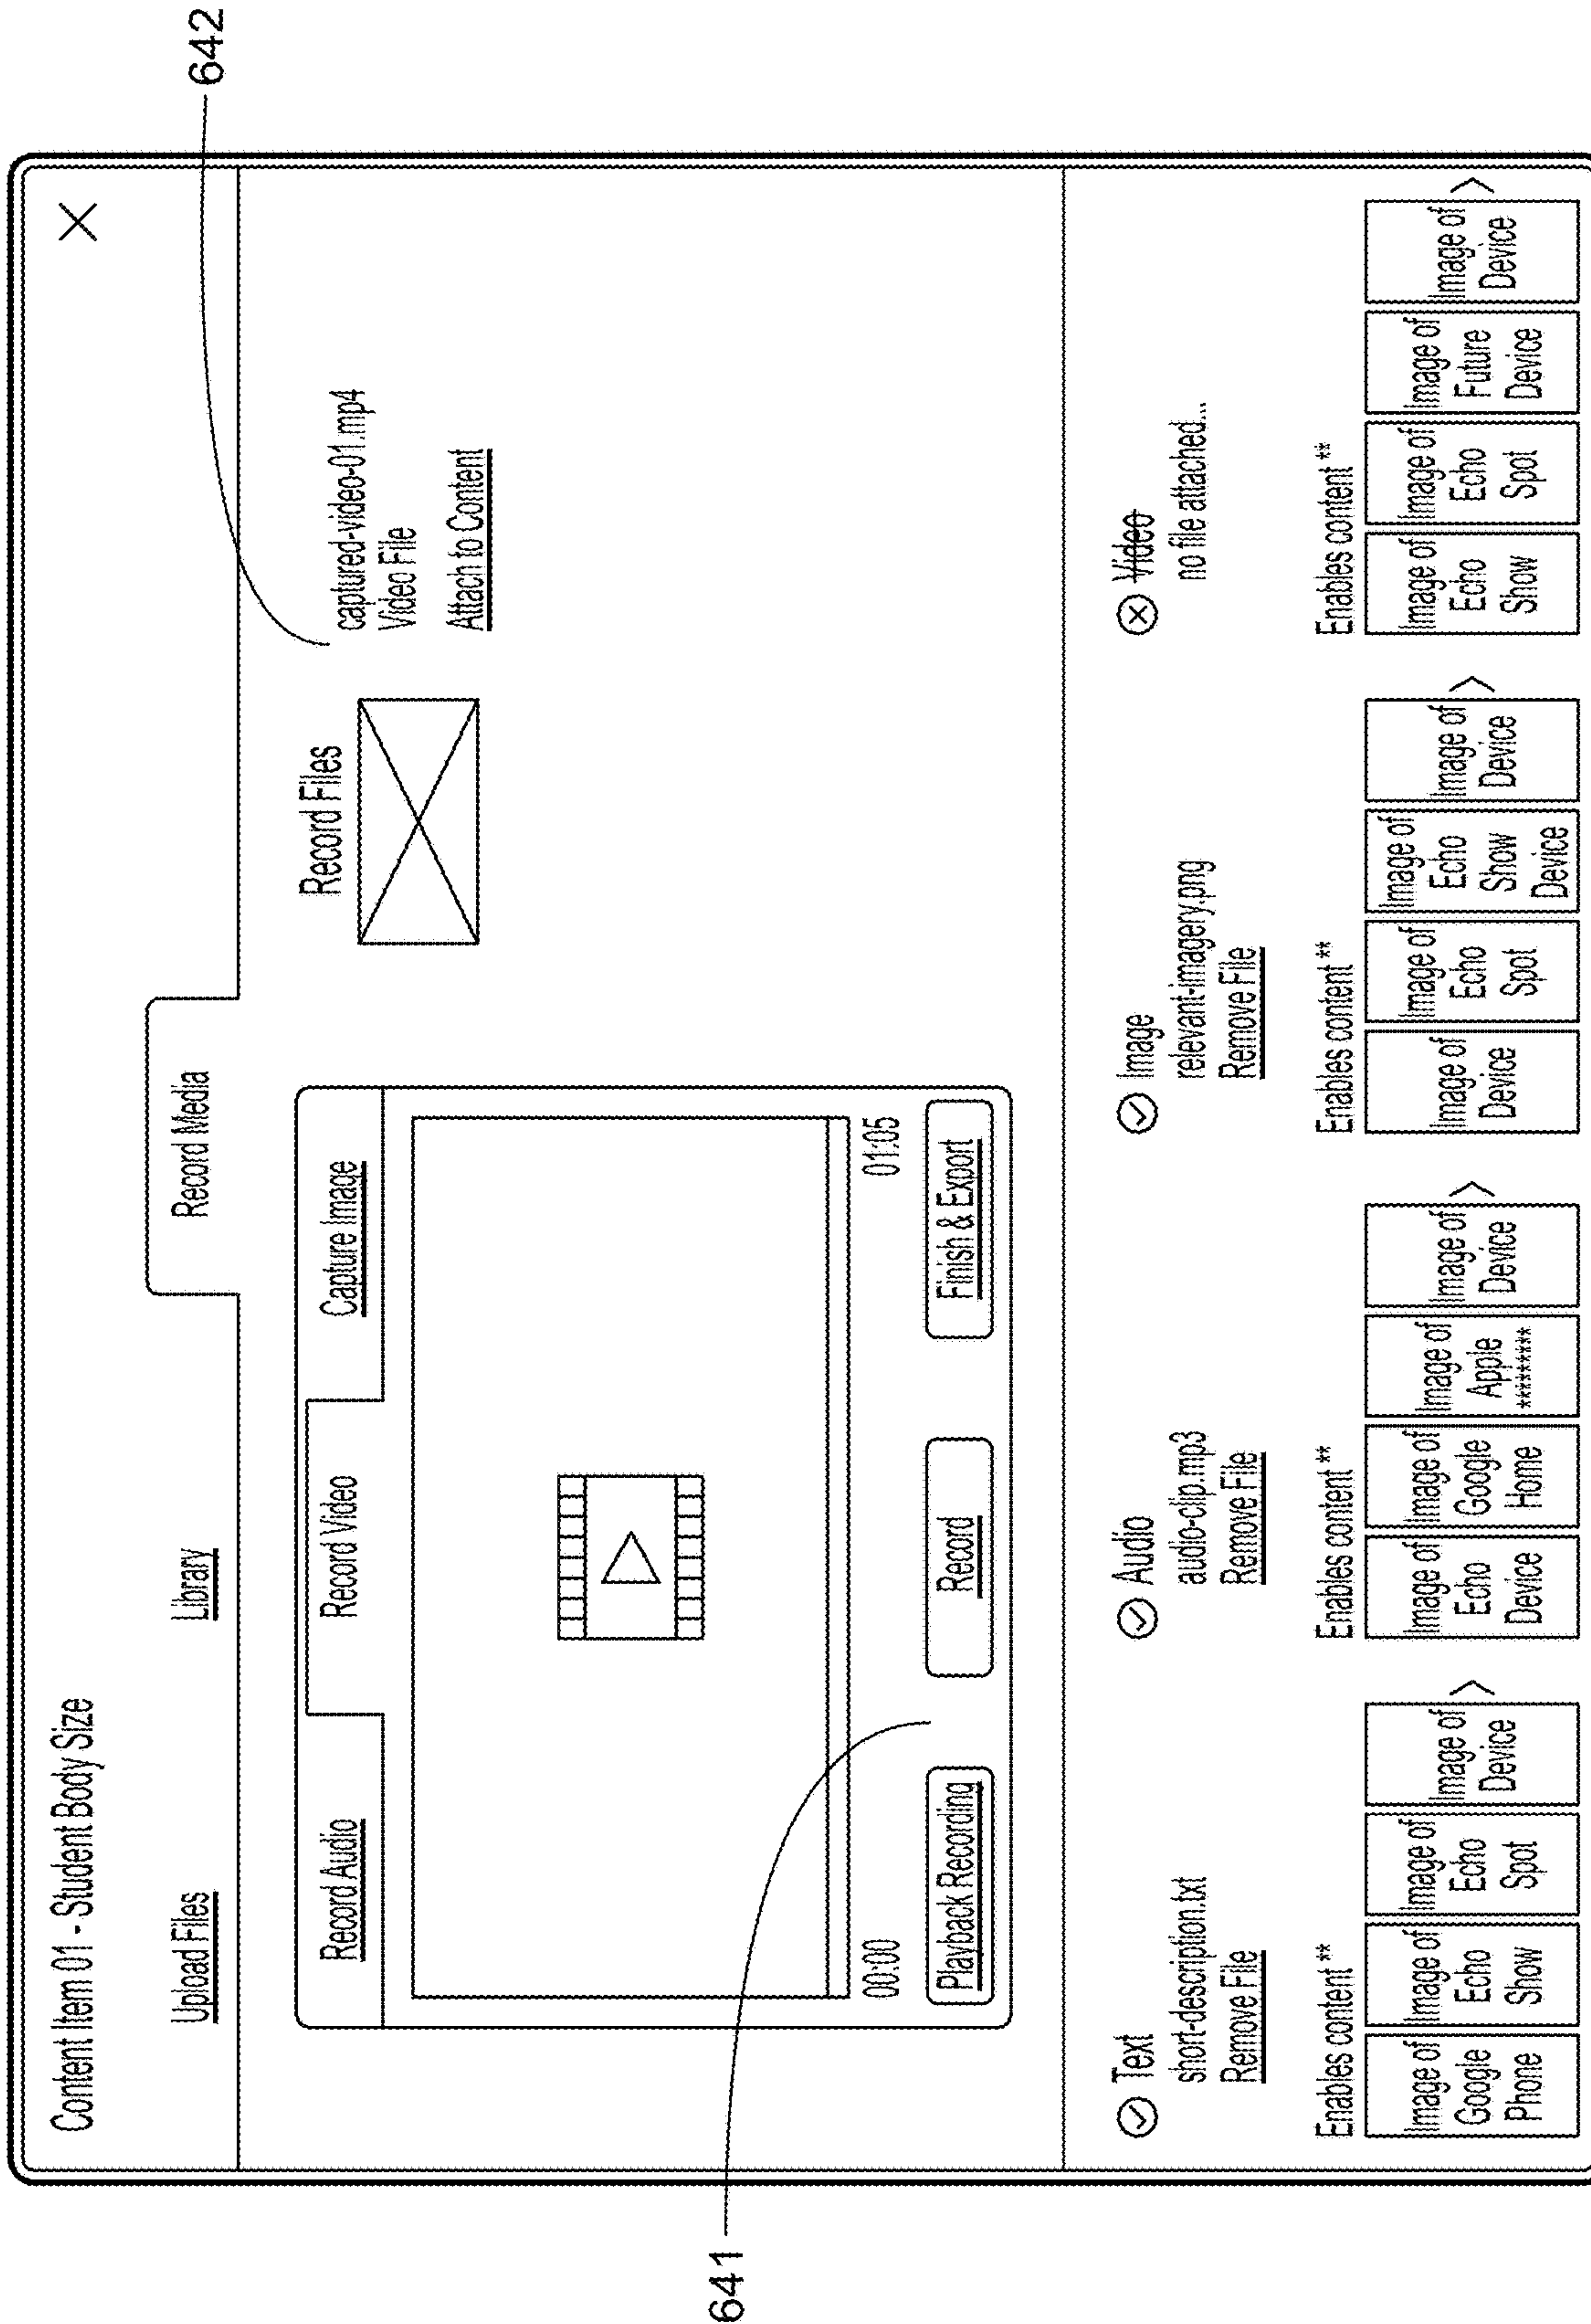 642
Content Item 01 - Student Body Size
Upload Files
Library
Record Media
Record Audio
Record Video
Capture Image
Record Files
captured-video-01.mp4
Video File
Attach to Content
00:00
01:05
Playback Recording
Record
Finish & Export
641
Text
short-description.txt
Remove File
Enables content **
Image of
Google
Phone
Image of
Echo
Show
Image of
Echo
Spot
Image of
Device
Audio
audio-clip.mp3
Remove File
Enables content **
Image of
Echo
Device
Image of
Google
Home
Image of
Apple
********
Image of
Device
Image
relevant-imagery.png
Remove File
Enables content **
Image of
Device
Image of
Echo
Spot
Image of
Echo
Show
Device
Image of
Device
Video
no file attached...
Enables content **
Image of
Echo
Show
Image of
Echo
Spot
Image of
Future
Device
Image of
Device